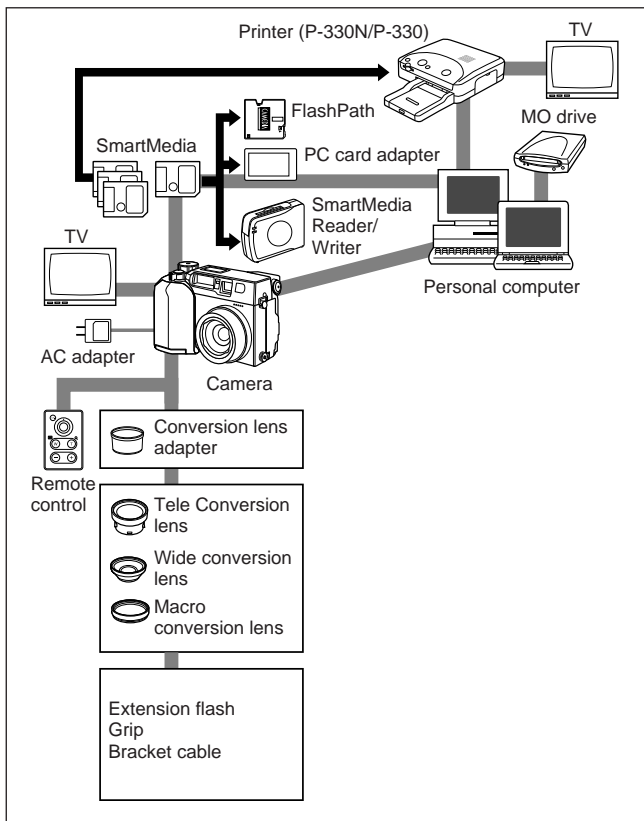 Printer (P-330N/P-330)
TV
FlashPath
MO drive
SmartMedia
PC card adapter
SmartMedia
Reader/
Writer
TV
Personal computer
AC adapter
Camera
Conversion lens
adapter
Remote
control
Tele Conversion
lens
Wide conversion
lens
Macro
conversion lens
Extension flash
Grip
Bracket cable